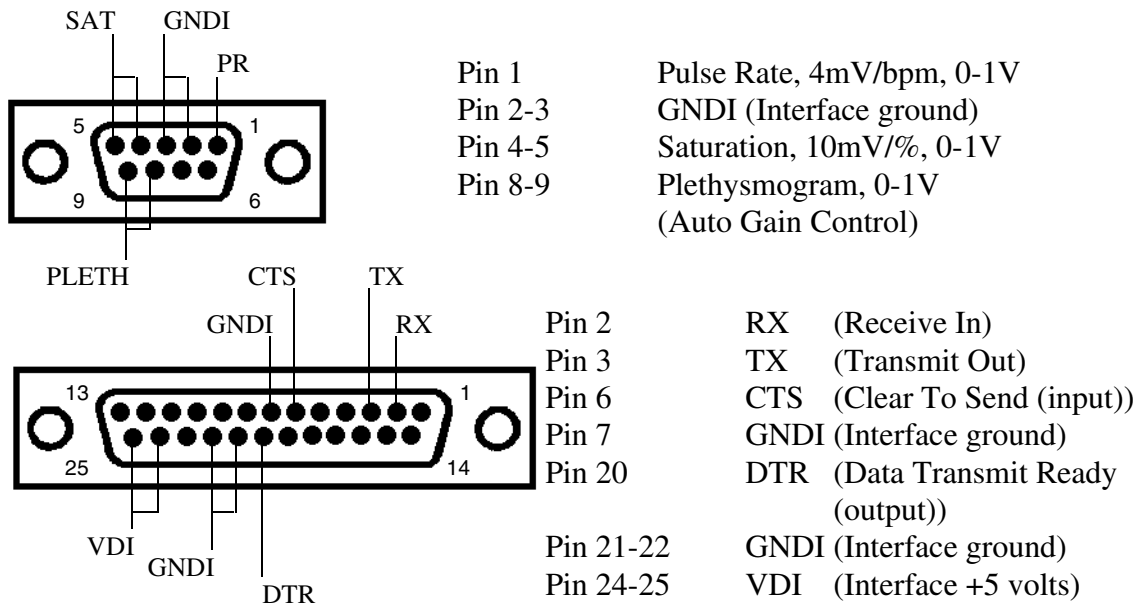 SAT GNDI
PR
5 1
9 6
PLETH
Pin 1 Pulse Rate, 4mV/bpm, 0-1V
Pin 2-3 GNDI (Interface ground)
Pin 4-5 Saturation, 10mV/%, 0-1V
Pin 8-9 Plethysmogram, 0-1V
(Auto Gain Control)
CTS TX
GNDI RX
13 1
25 14
VDI
GNDI
DTR
Pin 2 RX (Receive In)
Pin 3 TX (Transmit Out)
Pin 6 CTS (Clear To Send (input))
Pin 7 GNDI (Interface ground)
Pin 20 DTR (Data Transmit Ready
(output))
Pin 21-22 GNDI (Interface ground)
Pin 24-25 VDI (Interface +5 volts)